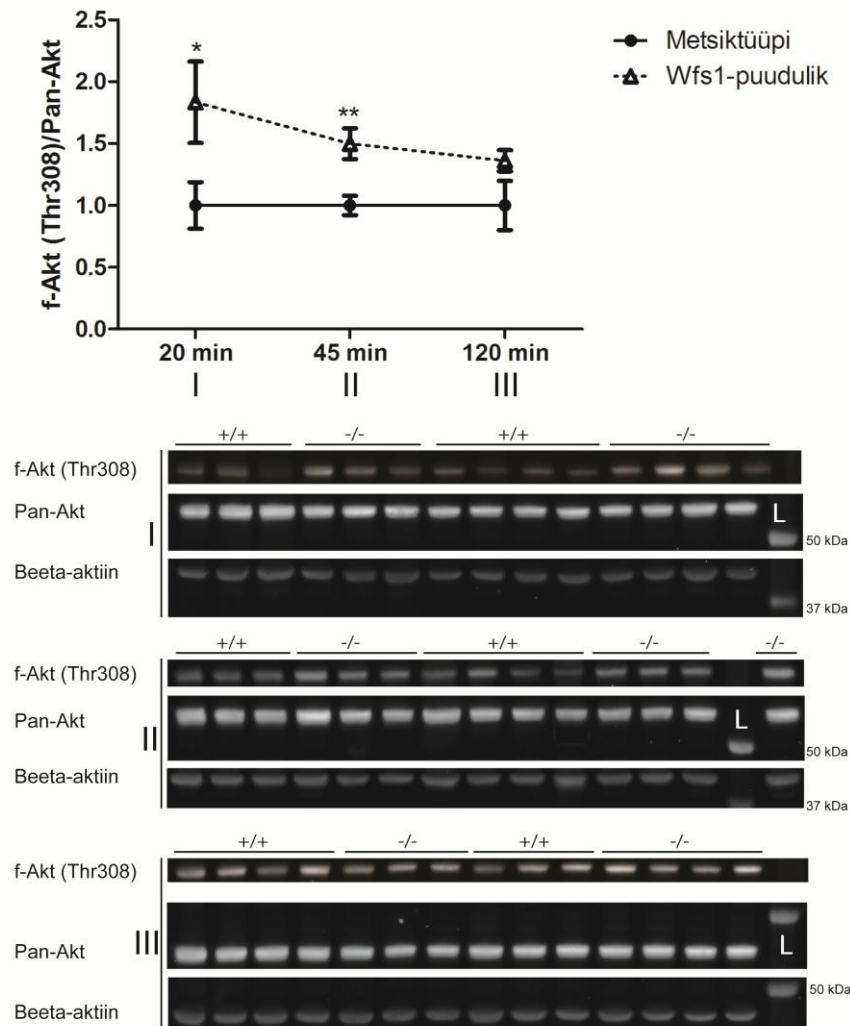 2.5
2.0
1.5
1.0
0.5
0.0
f-Akt (Thr308)/Pan-Akt
* **
Metsiktüüpi
Wfs1-puudulik
20 min 45 min 120 min
I II III
+/+ -/- +/+ -/-
f-Akt (Thr308)
Pan-Akt L
I 50 kDa
Beeta-aktiin
37 kDa
+/+ -/- +/+ -/- -/-
f-Akt (Thr308)
Pan-Akt L
II 50 kDa
Beeta-aktiin
37 kDa
+/+ -/- +/+ -/-
f-Akt (Thr308)
III L
Pan-Akt
50 kDa
Beeta-aktiin